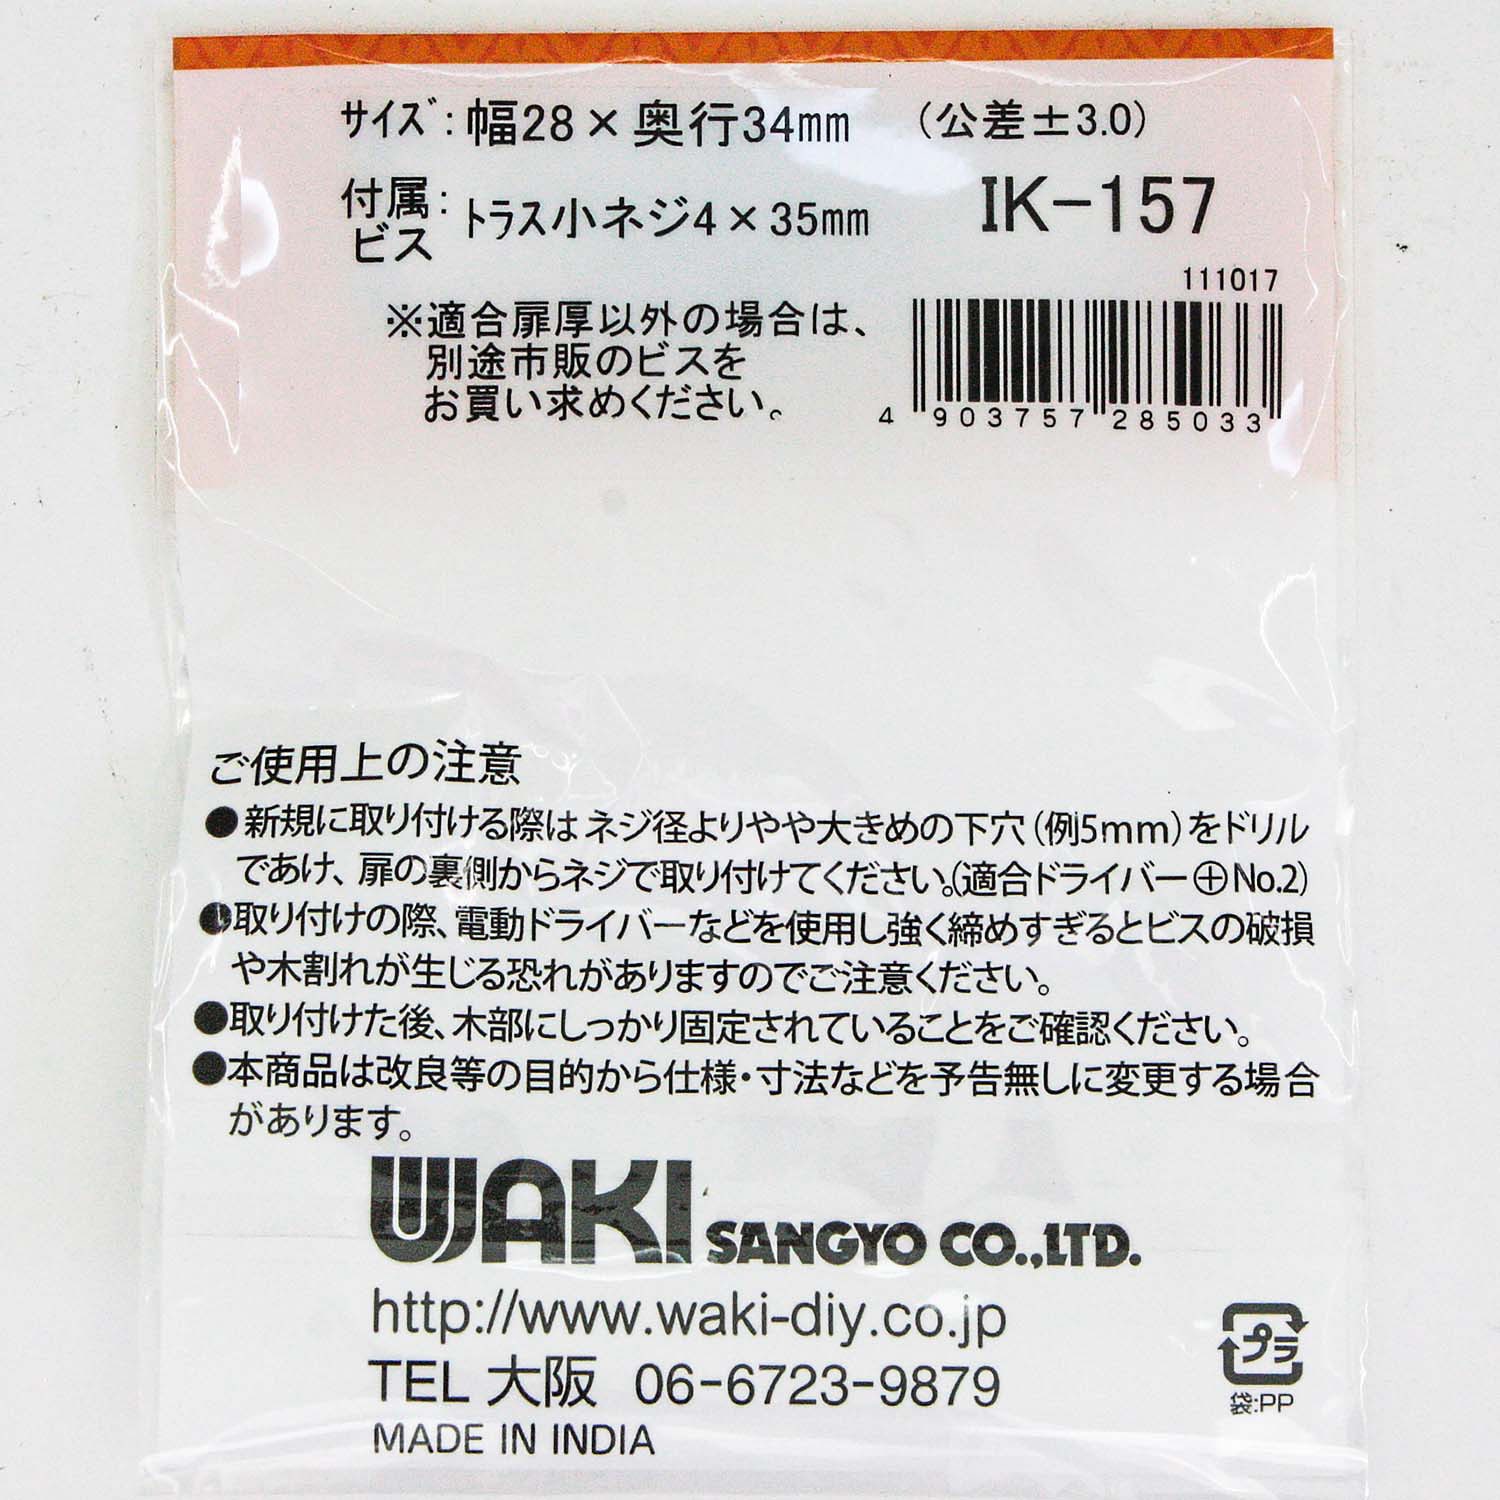 サイズ:幅28×奥行34mm (公差±3.0)
付属ビス:トラス小ネジ4×35mm IK-157
111017
※適合扉厚以外の場合は、
別途市販のビスを
お買い求めください。
4 903757 285033
ご使用上の注意
●新規に取り付ける際は ネジ径よりやや大きめの下穴(例5mm)をドリル
であけ、扉の裏側からネジで取り付けてください。(適合ドライバー⊕No.2)
●取り付けの際、電動ドライバーなどを使用し強く締めすぎるとビスの破損
や木割れが生じる恐れがありますのでご注意ください。
●取り付けた後、木部にしっかり固定されていることをご確認ください。
●本商品は改良等の目的から仕様・寸法などを予告無しに変更する場合
があります。
WAKI SANGYO CO.,LTD.
http://www.waki-diy.co.jp
TEL 大阪 06-6723-9879
MADE IN INDIA
プラ
袋:PP